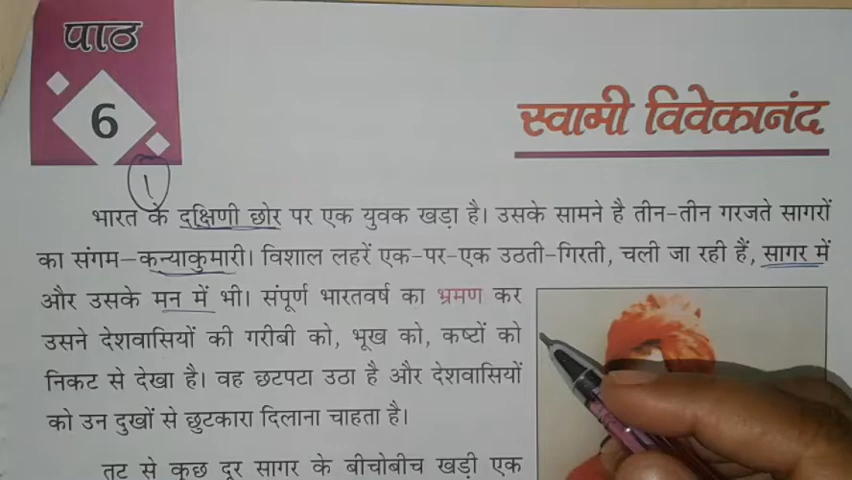 पाठ
6
स्वामी विवेकानंद
1
भारत के दक्षिणी छोर पर एक युवक खड़ा है। उसके सामने है तीन-तीन गरजते सागरों
का संगम–कन्याकुमारी। विशाल लहरें एक-पर-एक उठती-गिरती, चली जा रही हैं, सागर में
और उसके मन में भी। संपूर्ण भारतवर्ष का भ्रमण कर
उसने देशवासियों की गरीबी को, भूख को, कष्टों को
निकट से देखा है। वह छटपटा उठा है और देशवासियों
को उन दुखों से छुटकारा दिलाना चाहता है।
तट से कुछ दूर सागर के बीचोबीच खड़ी एक